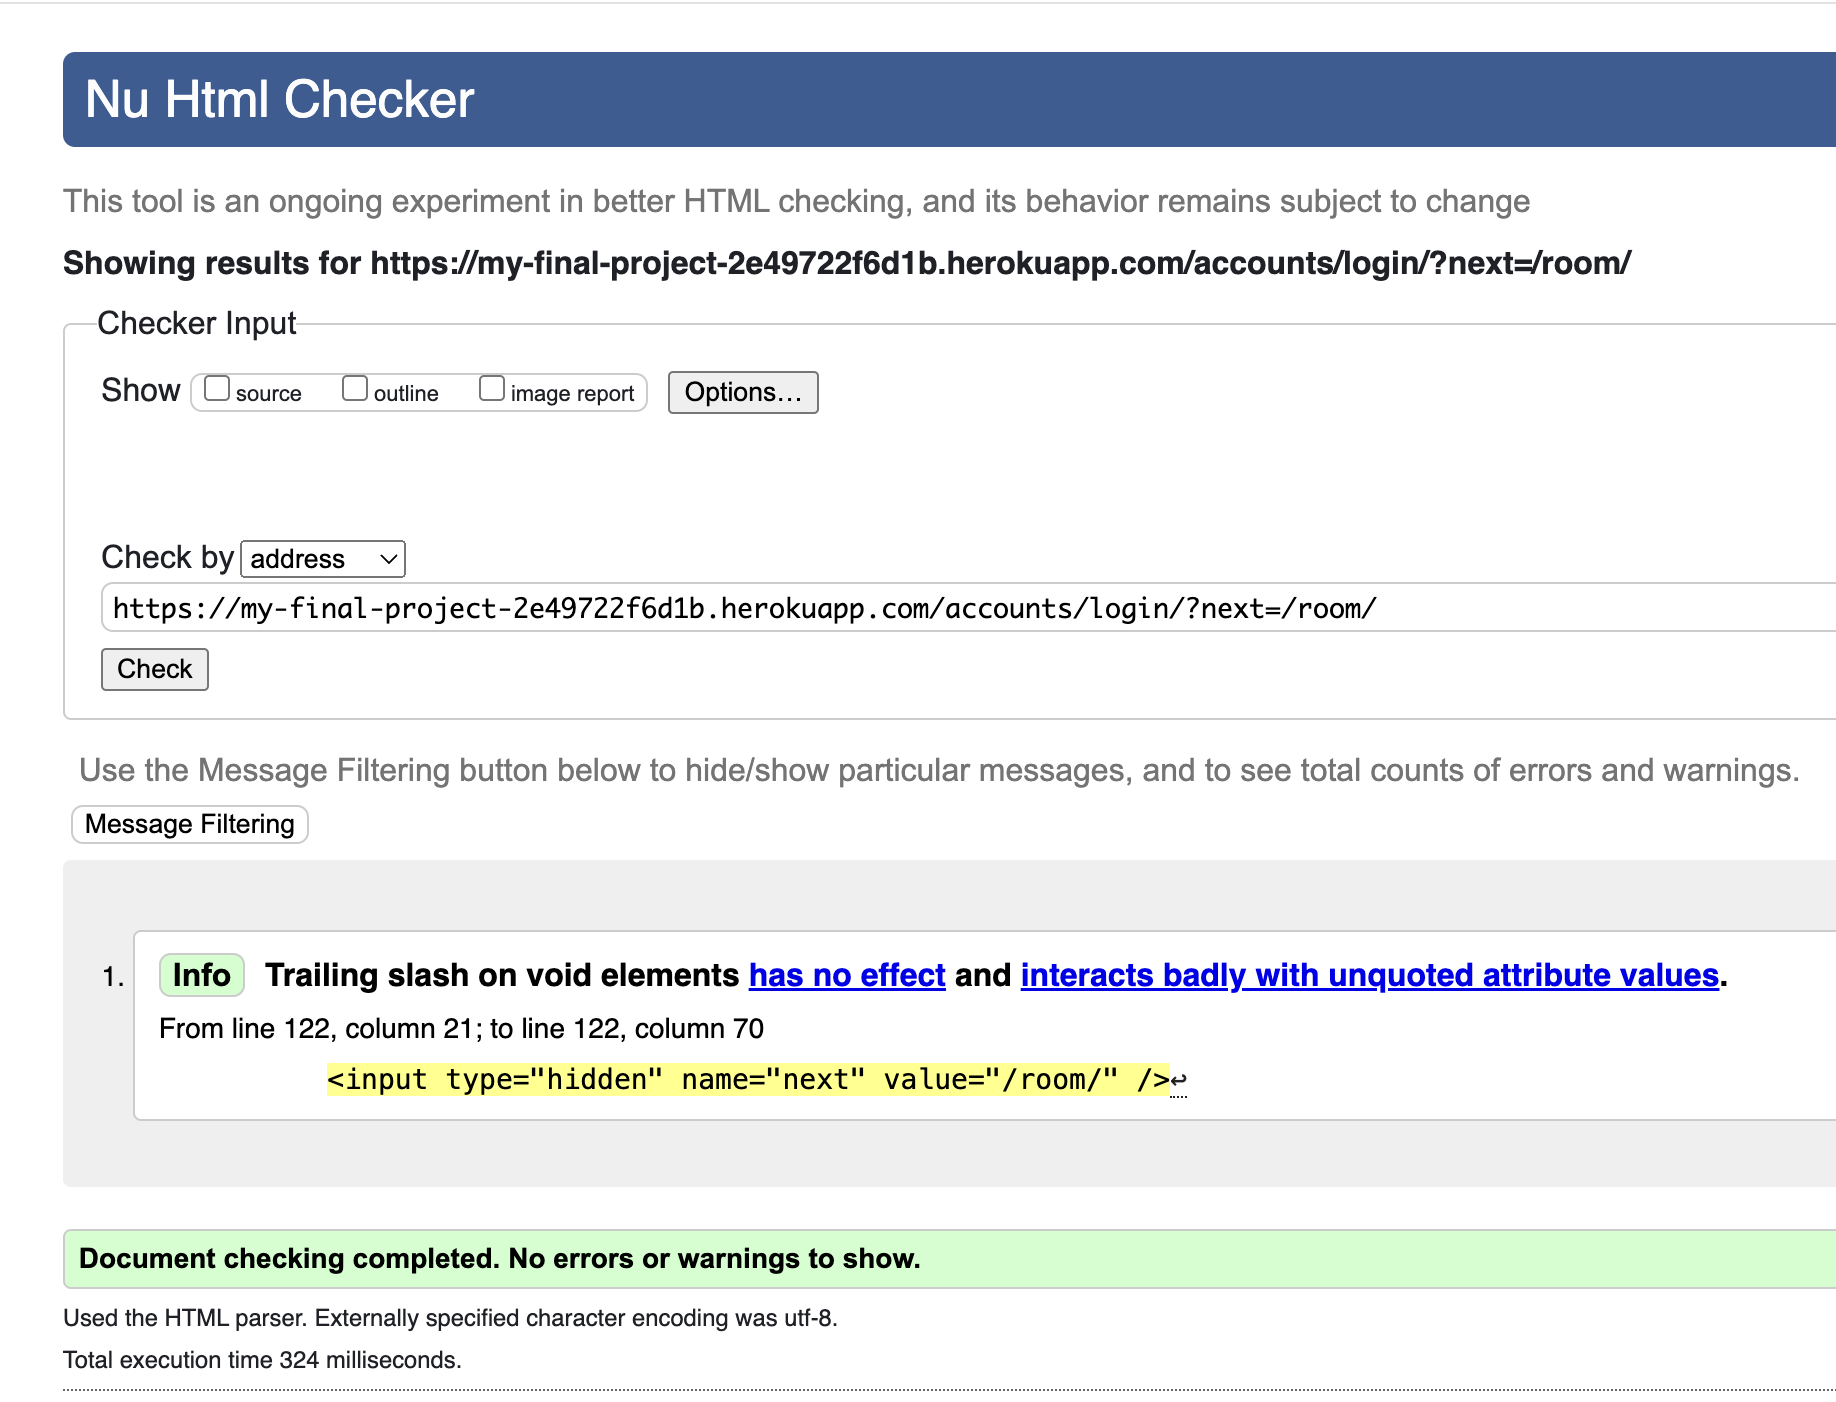 Nu Html Checker
This tool is an ongoing experiment in better HTML checking, and its behavior remains subject to change
Showing results for https://my-final-project-2e49722f6d1b.herokuapp.com/accounts/login/?next=/room/
Checker Input
Show source outline image report Options...
Check by address
https://my-final-project-2e49722f6d1b.herokuapp.com/accounts/login/?next=/room/
Check
Use the Message Filtering button below to hide/show particular messages, and to see total counts of errors and warnings.
Message Filtering
1. Info Trailing slash on void elements has no effect and interacts badly with unquoted attribute values.
From line 122, column 21; to line 122, column 70
<input type="hidden" name="next" value="/room/" />↩
Document checking completed. No errors or warnings to show.
Used the HTML parser. Externally specified character encoding was utf-8.
Total execution time 324 milliseconds.